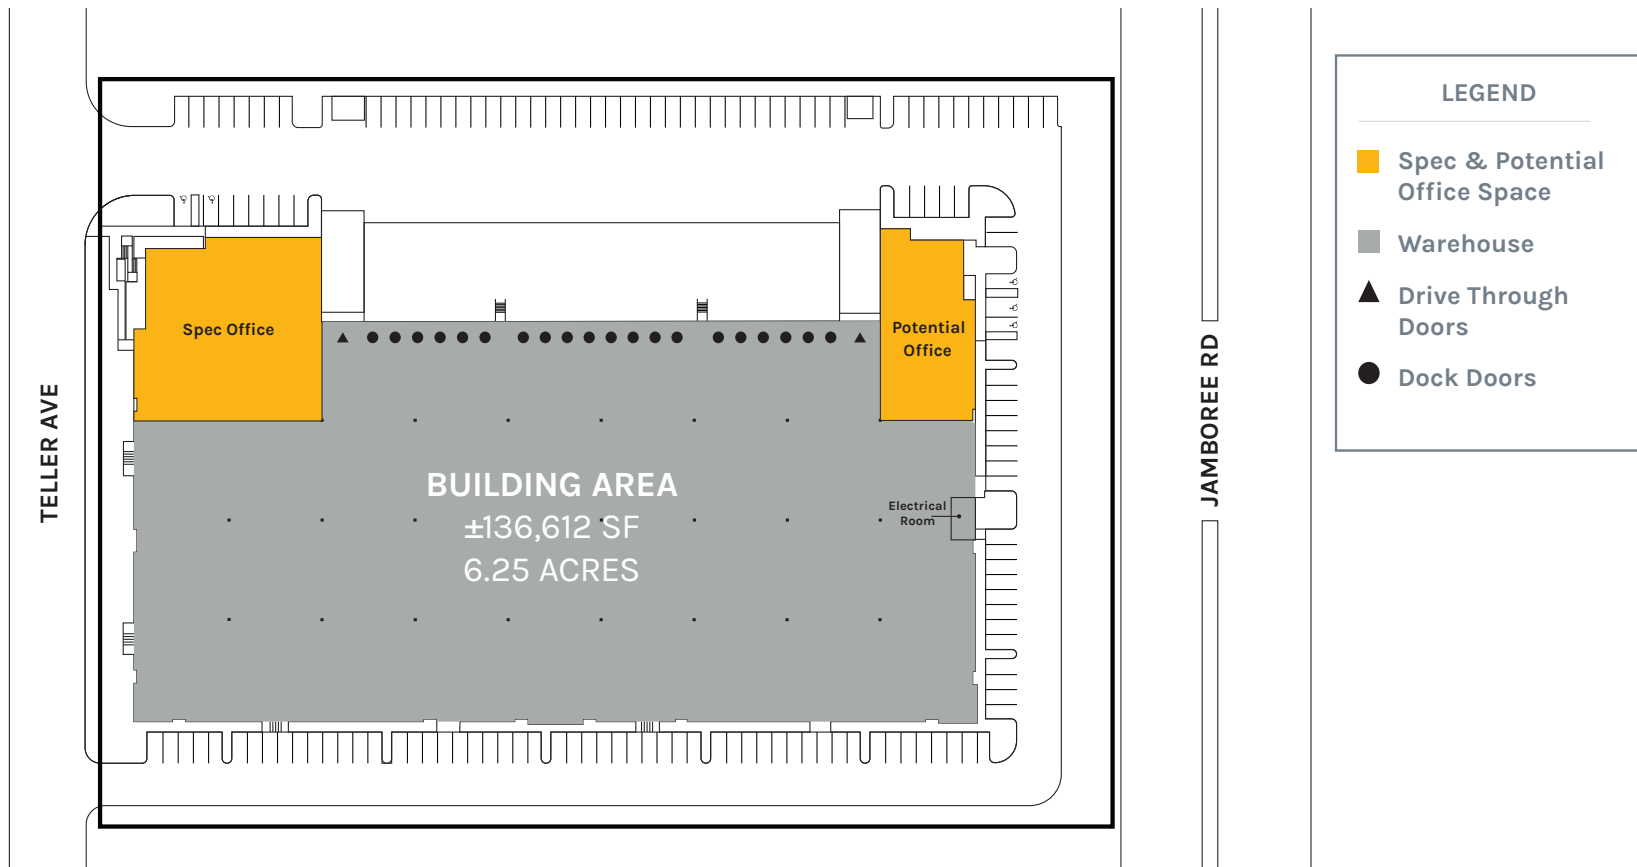 LEGEND
Spec & Potential
Office Space
Warehouse
Drive Through
Doors
Dock Doors
Spec Office
Potential
Office
TELLER AVE
JAMBOREE RD
BUILDING AREA
±136,612 SF
6.25 ACRES
Electrical
Room